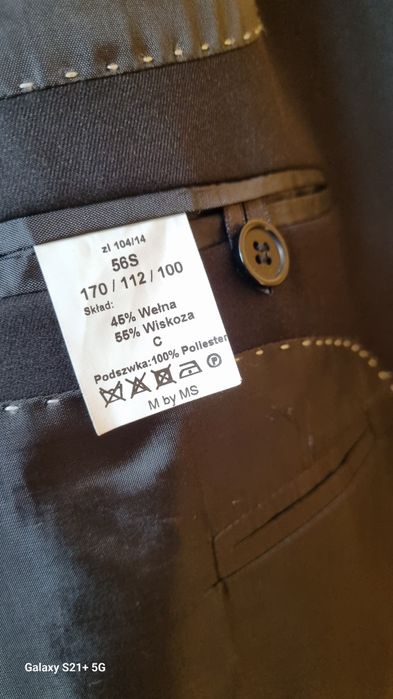 zl 104/14
56S
170 / 112 / 100
Skład:
45% Wełna
55% Wiskoza
C
Podszwka:100% Poliester
P
M by MS
Galaxy S21+ 5G